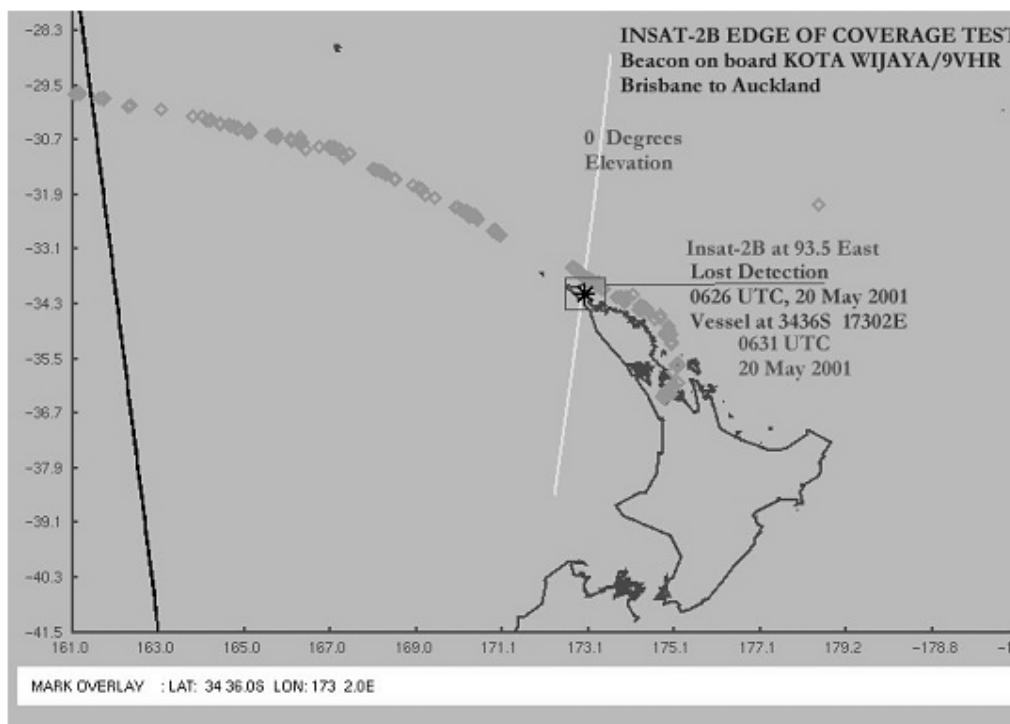 INSAT-2B EDGE OF COVERAGE TEST
Beacon on board KOTA WIJAYA/9VHR
Brisbane to Auckland
0 Degrees
Elevation
Insat-2B at 93.5 East
Lost Detection
0626 UTC, 20 May 2001
Vessel at 3436S 17302E
0631 UTC
20 May 2001
-28.3
-29.5
-30.7
-31.9
-33.1
-34.3
-35.5
-36.7
-37.9
-39.1
-40.3
-41.5
161.0 163.0 165.0 167.0 169.0 171.1 173.1 175.1 177.1 179.2 -178.8
MARK OVERLAY : LAT: 34 36.0S LON: 173 2.0E